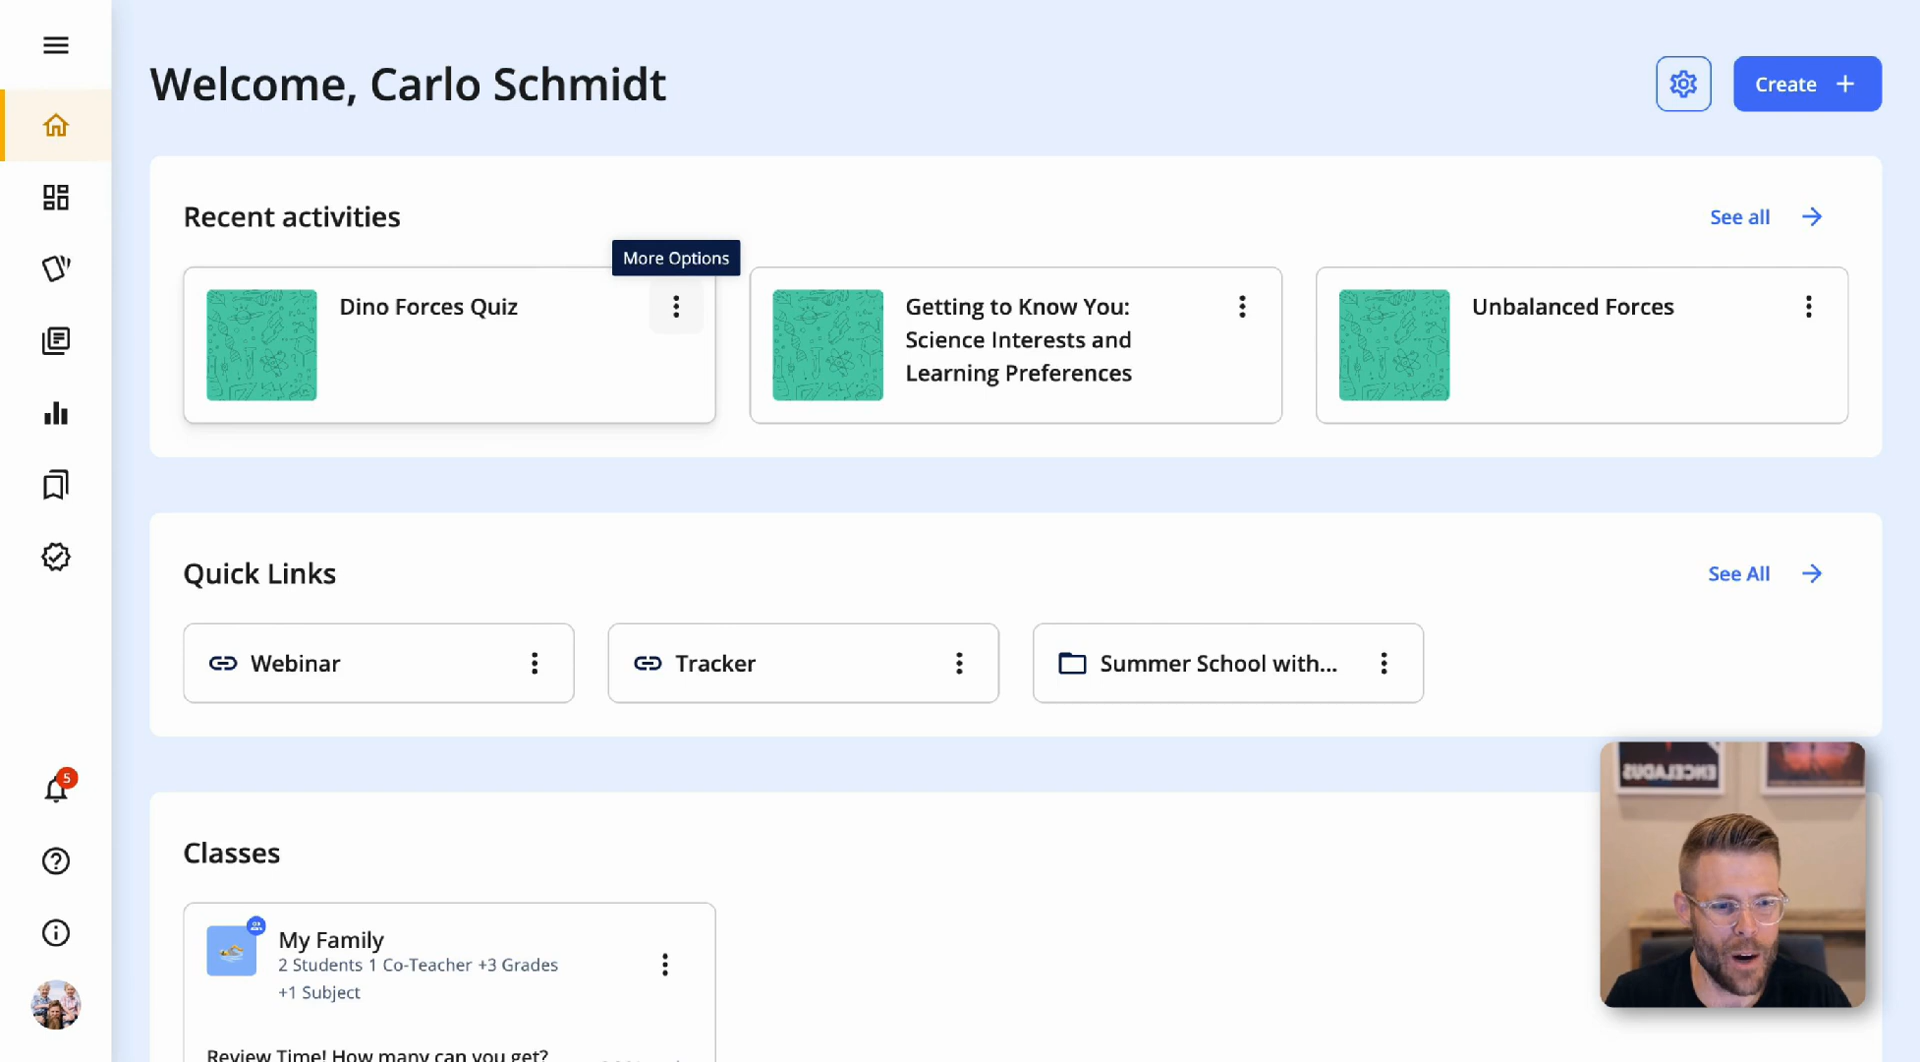 Welcome, Carlo Schmidt
Create
Recent activities
See all
More Options
Dino Forces Quiz
Getting to Know You:
Science Interests and
Learning Preferences
Unbalanced Forces
Quick Links
See All
Webinar
Tracker
Summer School with...
5
ENCELADUS
Classes
My Family
2 Students 1 Co-Teacher +3 Grades
+1 Subject
Review Time! How many can you get?